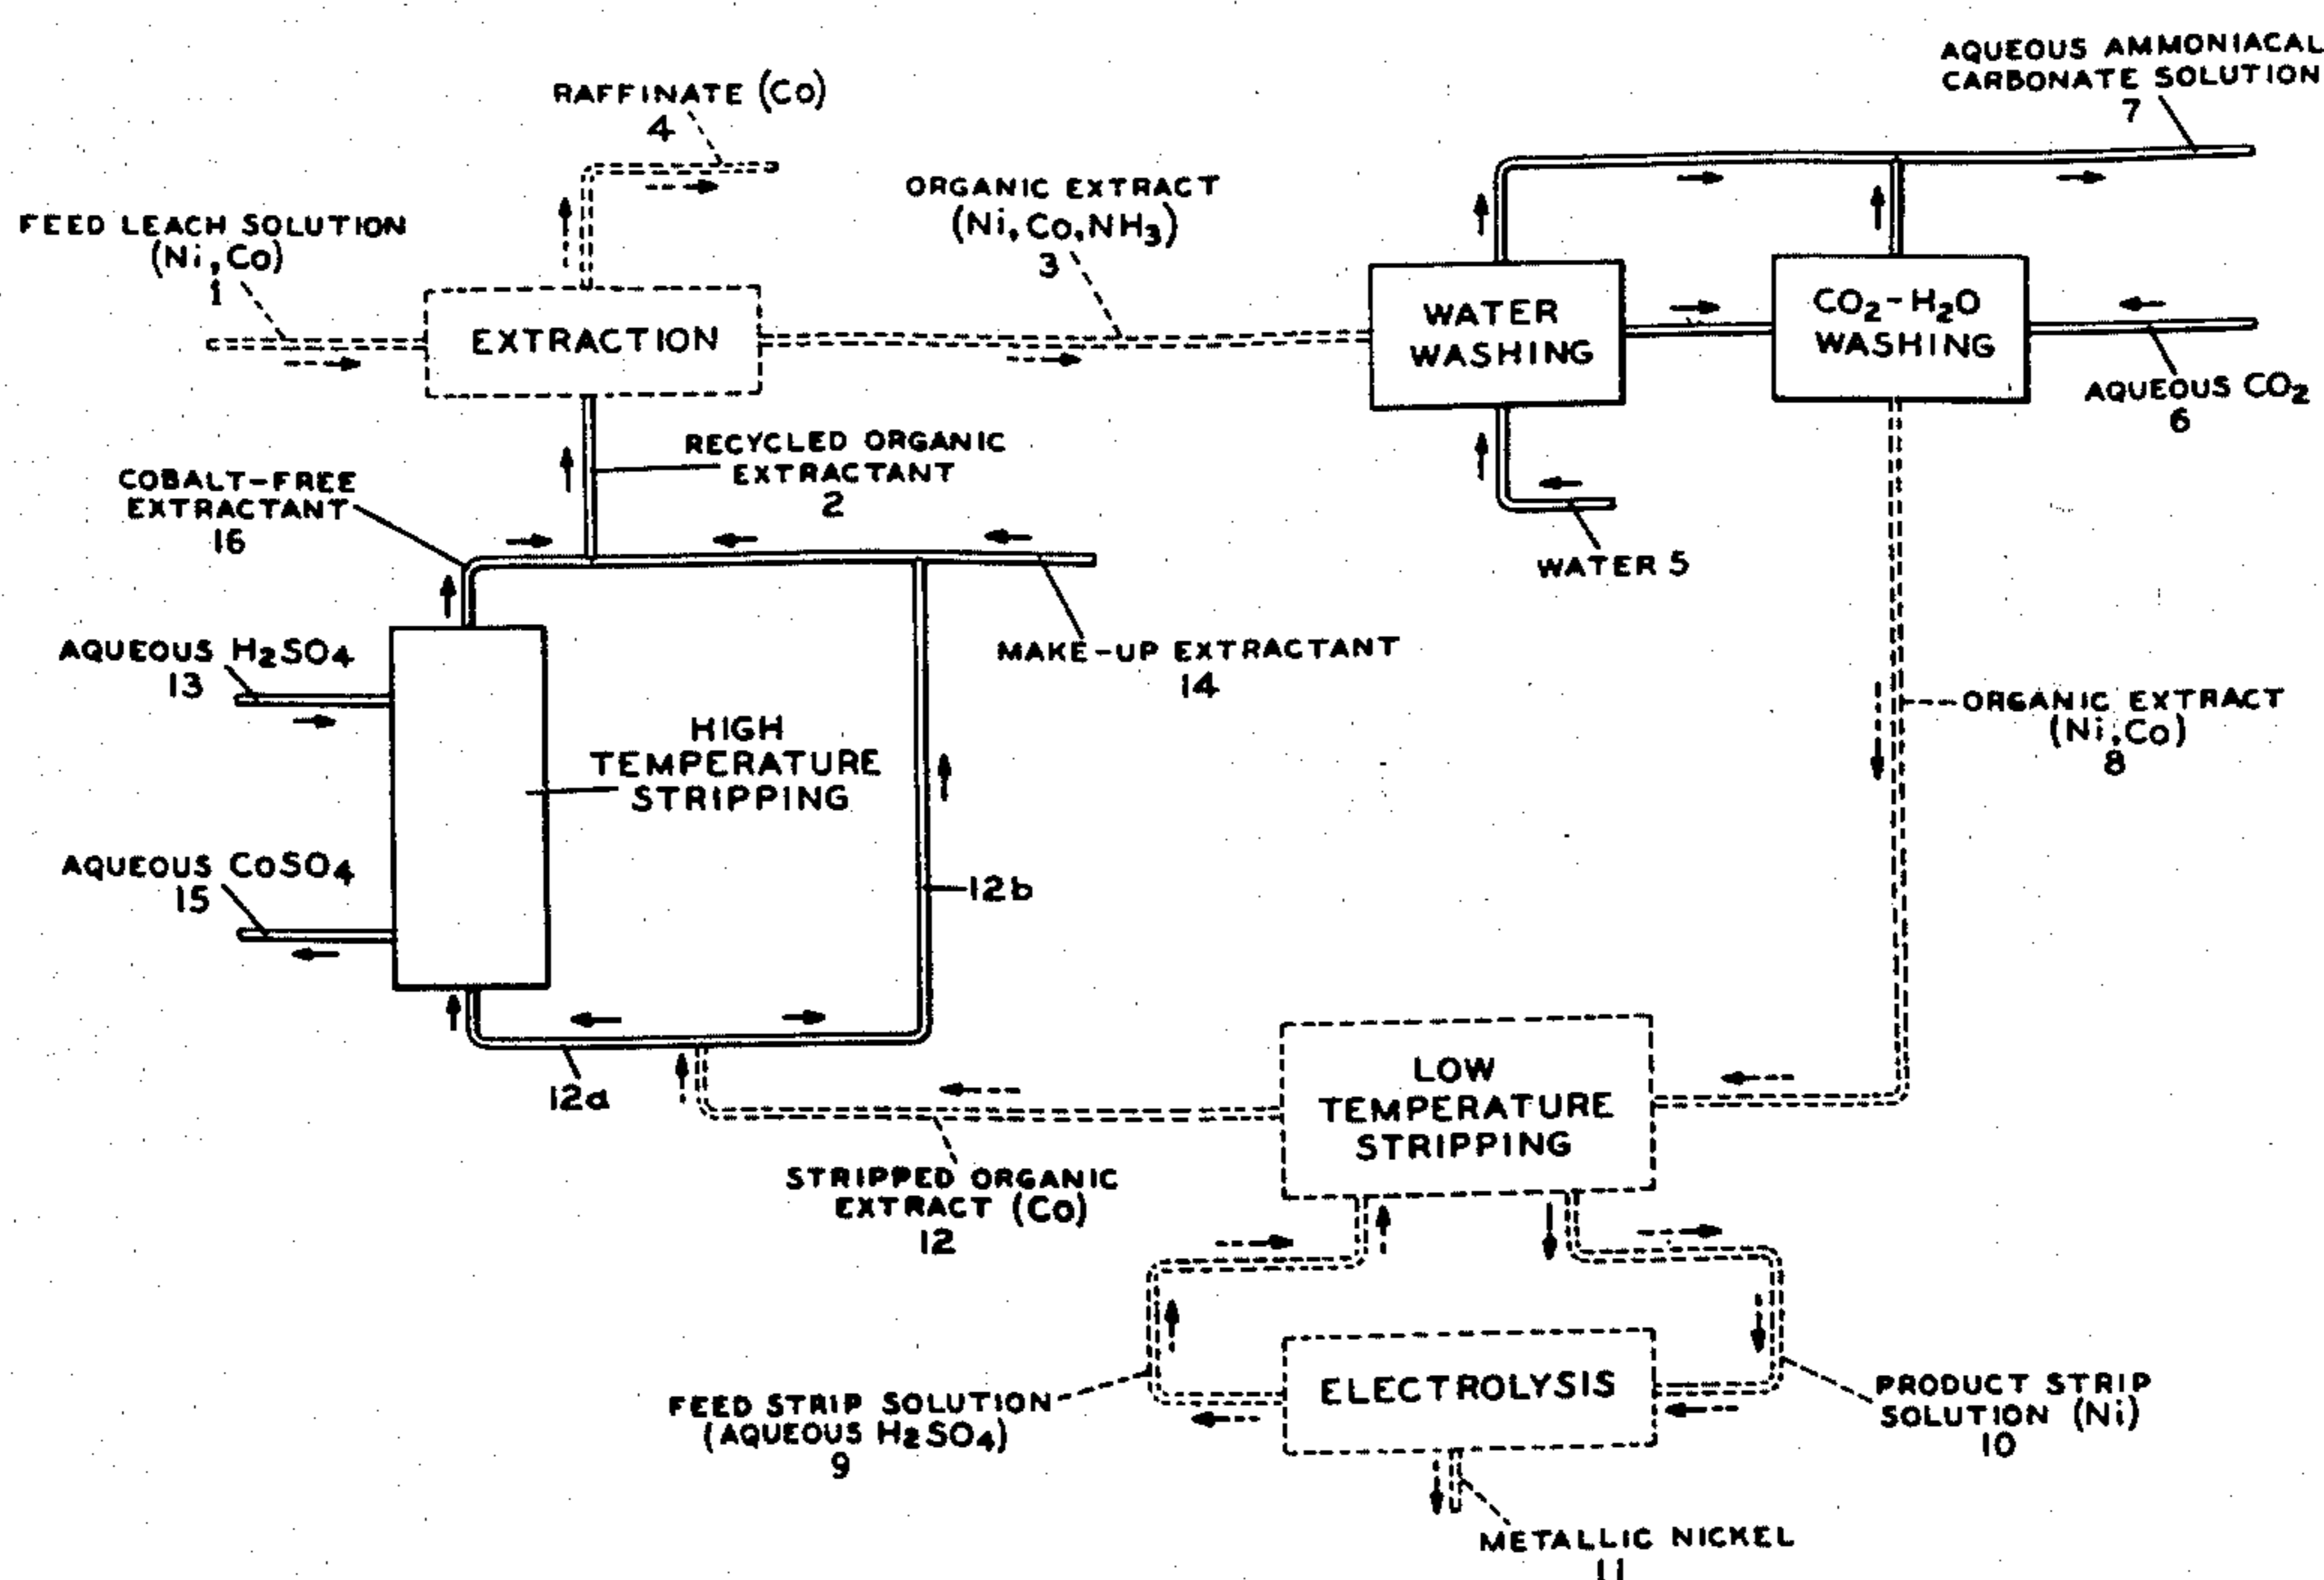 AQUEOUS AMMONIACAL
CARBONATE SOLUTION
7
RAFFINATE (Co)
4
ORGANIC EXTRACT
(Ni, Co, NH3)
3
FEED LEACH SOLUTION
(Ni, Co)
1
EXTRACTION
WATER
WASHING
CO2-H2O
WASHING
AQUEOUS CO2
6
RECYCLED ORGANIC
EXTRACTANT
2
COBALT-FREE
EXTRACTANT
16
WATER 5
AQUEOUS H2SO4
13
MAKE-UP EXTRACTANT
14
HIGH
TEMPERATURE
STRIPPING
ORGANIC EXTRACT
(Ni, Co)
8
AQUEOUS CoSO4
15
12b
12a
LOW
TEMPERATURE
STRIPPING
STRIPPED ORGANIC
EXTRACT (Co)
12
ELECTROLYSIS
FEED STRIP SOLUTION
(AQUEOUS H2SO4)
9
PRODUCT STRIP
SOLUTION (Ni)
10
METALLIC NICKEL
11